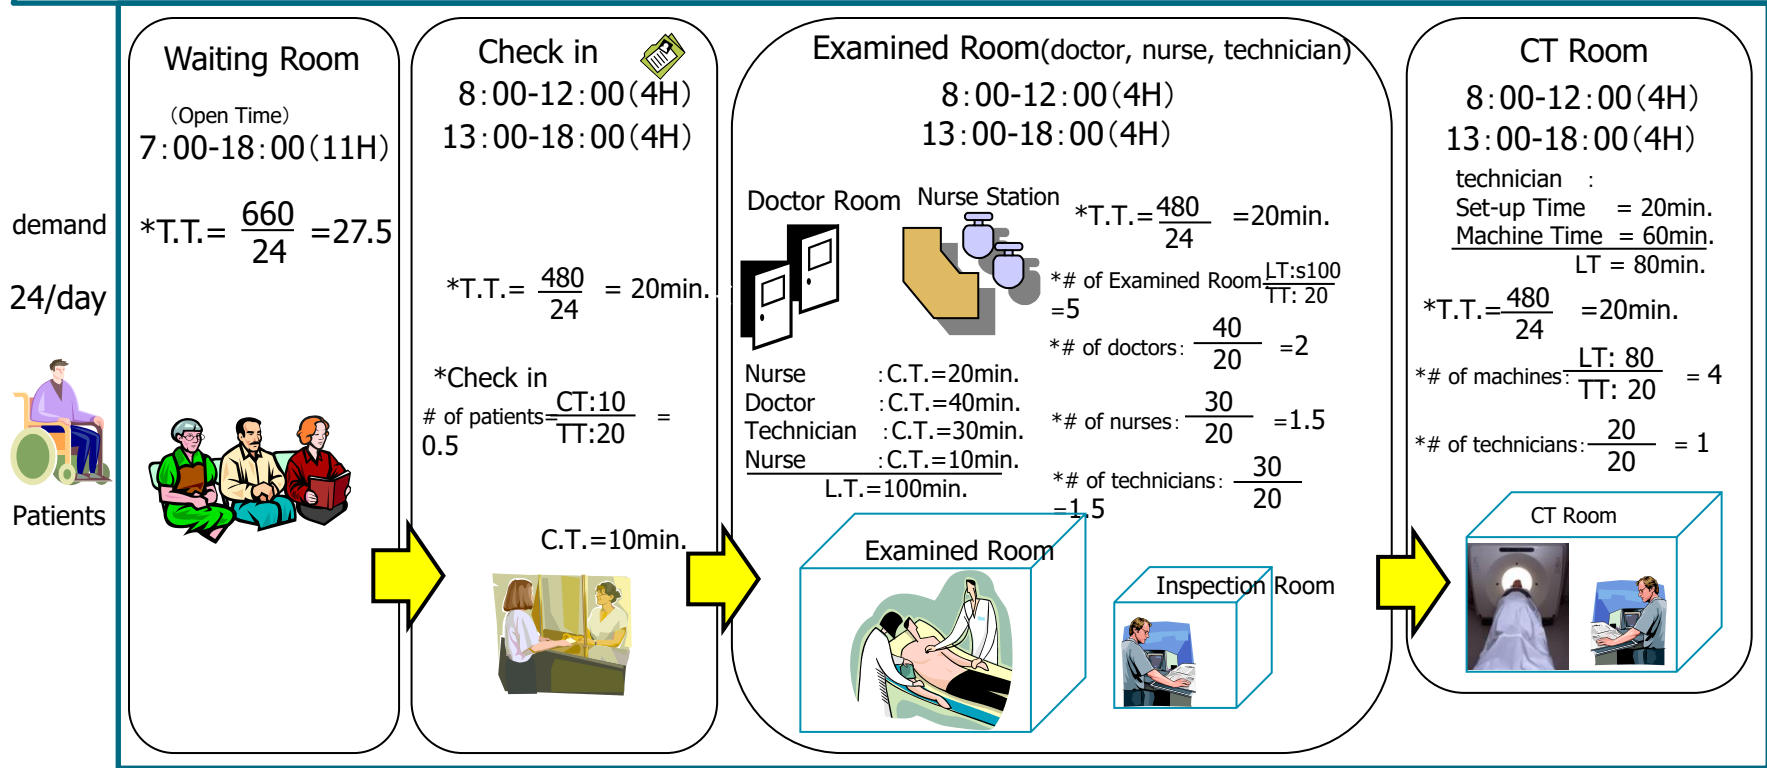 demand
24/day
Patients
Waiting Room
（Open Time）
7:00-18:00（11H）
*T.T.= 660 =27.5
24
Check in
8:00-12:00（4H）
13:00-18:00（4H）
*T.T.= 480 = 20min.
24
*Check in
# of patients= CT:10 =
TT:20
0.5
C.T.=10min.
Examined Room(doctor, nurse, technician)
8:00-12:00（4H）
13:00-18:00（4H）
Doctor Room
Nurse Station
*T.T.= 480 =20min.
24
*# of Examined Room LT:s100
TT: 20
=5
*# of doctors: 40 =2
20
Nurse :C.T.=20min.
Doctor :C.T.=40min.
Technician :C.T.=30min.
Nurse :C.T.=10min.
L.T.=100min.
*# of nurses: 30 =1.5
20
*# of technicians: 30
20
=1.5
Examined Room
Inspection Room
CT Room
8:00-12:00（4H）
13:00-18:00（4H）
technician :
Set-up Time = 20min.
Machine Time = 60min.
LT = 80min.
*T.T.= 480 =20min.
24
*# of machines: LT: 80 = 4
TT: 20
*# of technicians: 20 = 1
20
CT Room